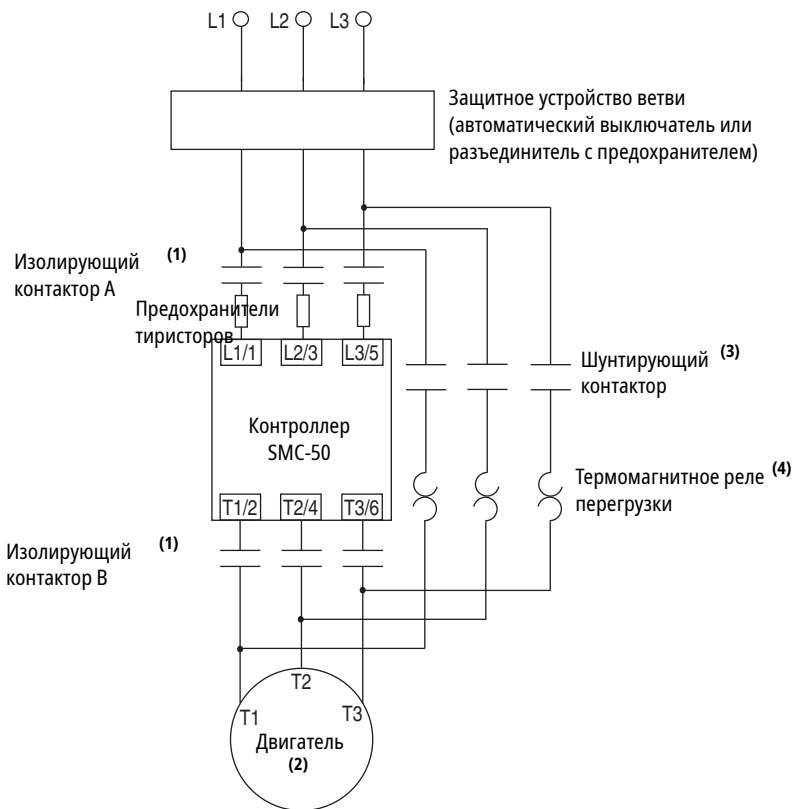 L1 L2 L3
Защитное устройство ветви
(автоматический выключатель или
разъединитель с предохранителем)
Изолирующий (1)
контактор A
Предохранители
тиристоров
L1/1 L2/3 L3/5
Шунтирующий (3)
контактор
Контроллер
SMC-50
Термомагнитное реле (4)
перегрузки
T1/2 T2/4 T3/6
Изолирующий (1)
контактор B
T2
T1 T3
Двигатель
(2)